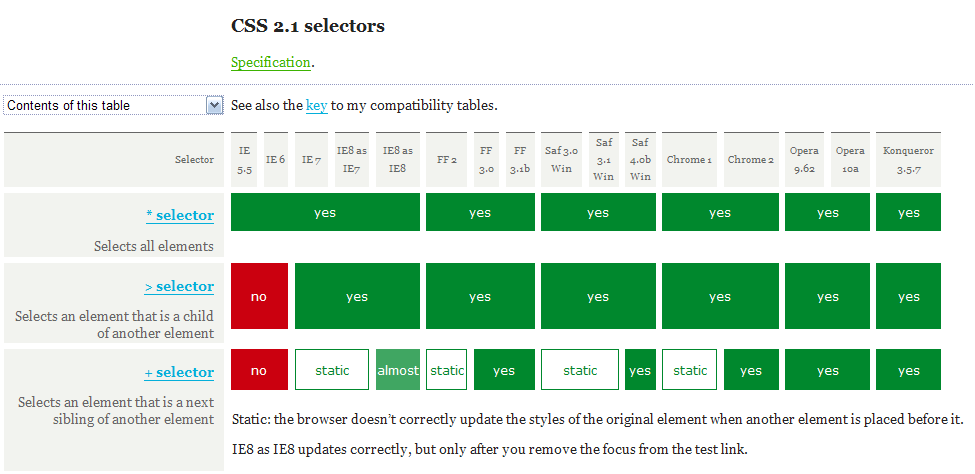 CSS 2.1 selectors
Specification.
Contents of this table
See also the key to my compatibility tables.
Selector
IE 5.5
IE 6
IE 7
IE8 as IE7
IE8 as IE8
FF 2
FF 3.0
FF 3.1b
Saf 3.0 Win
Saf 3.1 Win
Saf 4.0b Win
Chrome 1
Chrome 2
Opera 9.62
Opera 10a
Konqueror 3.5.7
* selector
Selects all elements
yes
yes
yes
yes
yes
yes
> selector
Selects an element that is a child
of another element
no
yes
yes
yes
yes
yes
yes
+ selector
Selects an element that is a next
sibling of another element
no
static
almost
static
yes
static
yes
static
yes
yes
yes
Static: the browser doesn't correctly update the styles of the original element when another element is placed before it.
IE8 as IE8 updates correctly, but only after you remove the focus from the test link.